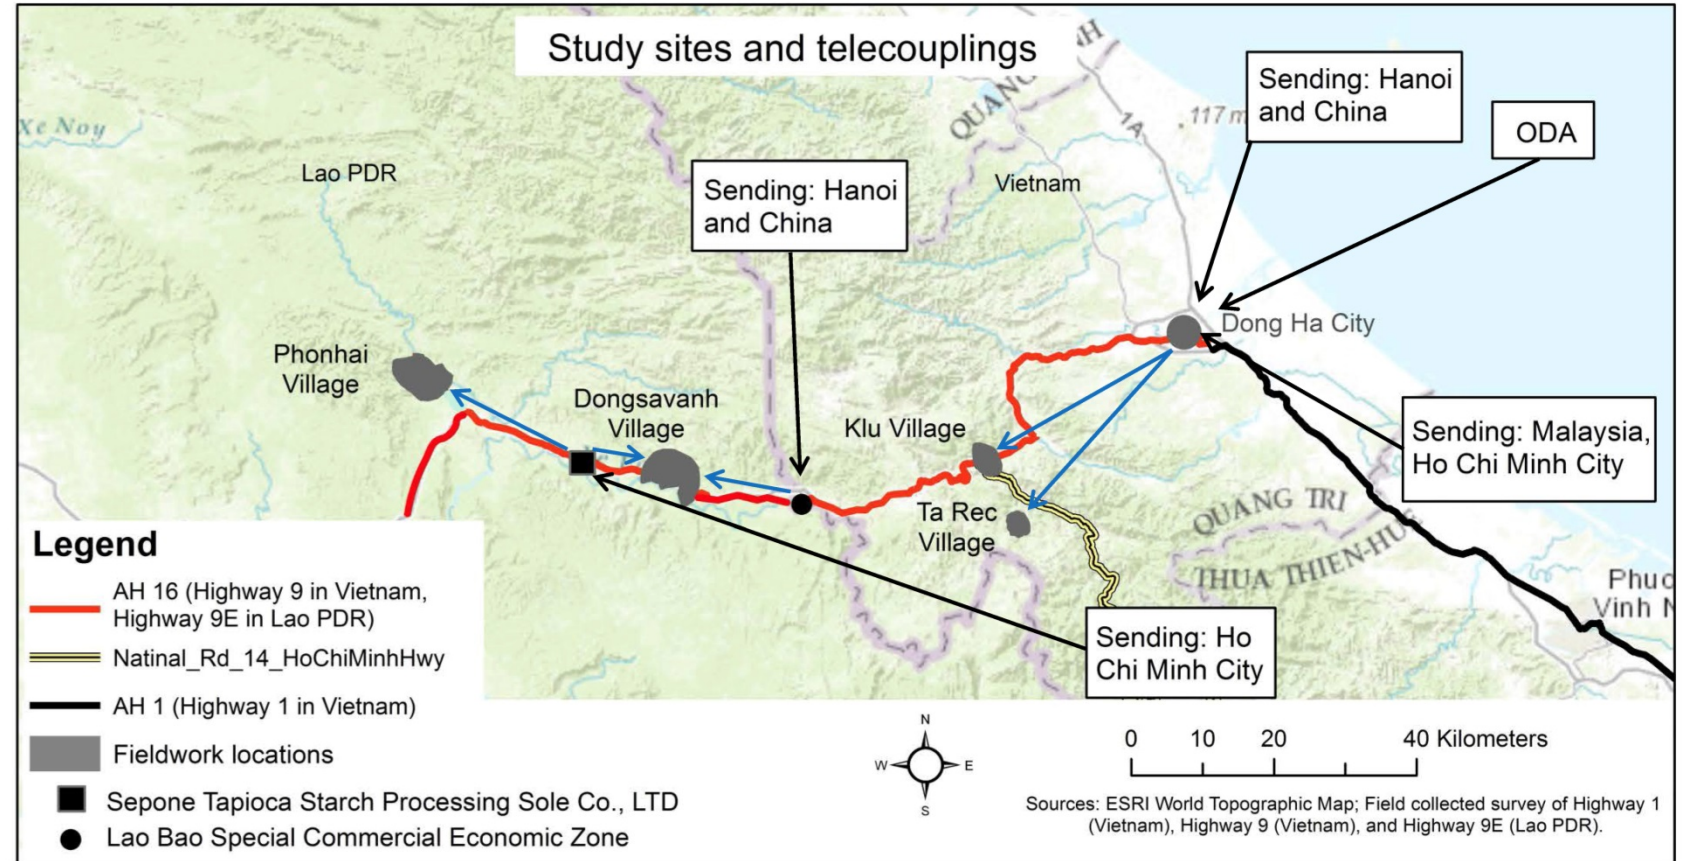 Study sites and telecouplings
Sending: Hanoi
and China
ODA
Xe Noy
Lao PDR
1A
117 m
Vietnam
Sending: Hanoi
and China
Dong Ha City
Phonhai
Village
Dongsavanh
Village
Klu Village
Sending: Malaysia,
Ho Chi Minh City
Ta Rec
Village
QUANG TRI
THUA THIEN-HUE
Sending: Ho
Chi Minh City
Legend
AH 16 (Highway 9 in Vietnam,
Highway 9E in Lao PDR)
Natinal_Rd_14_HoChiMinhHwy
AH 1 (Highway 1 in Vietnam)
Fieldwork locations
Sepone Tapioca Starch Processing Sole Co., LTD
Lao Bao Special Commercial Economic Zone
N
W
E
S
0 10 20 40 Kilometers
Sources: ESRI World Topographic Map; Field collected survey of Highway 1
(Vietnam), Highway 9 (Vietnam), and Highway 9E (Lao PDR).